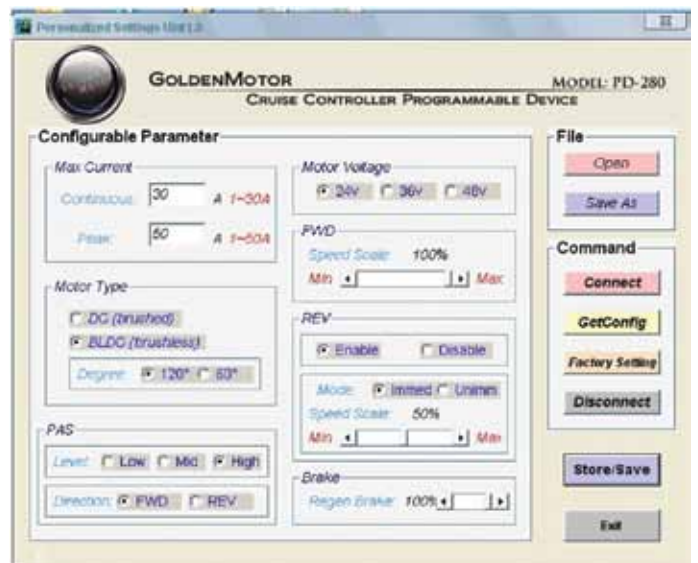 Personalized Settings
GOLDENMOTOR
MODEL: PD-280
CRUISE CONTROLLER PROGRAMMABLE DEVICE
Configurable Parameter
Max Current
Continuous: 30 A 1~30A
Peak: 50 A 1~50A
Motor Type
DC (brushed)
BLDC (brushless)
Degree: 120° 60°
PAS
Level: Low Mid High
Direction: FWD REV
Motor Voltage
24v 36v 48v
FWD
Speed Scale: 100%
Min Max
REV
Enable Disable
Mode: Immed Unimm
Speed Scale: 50%
Min Max
Brake
Regen Brake: 100%
File
Open
Save As
Command
Connect
GetConfig
Factory Setting
Disconnect
Store/Save
Exit